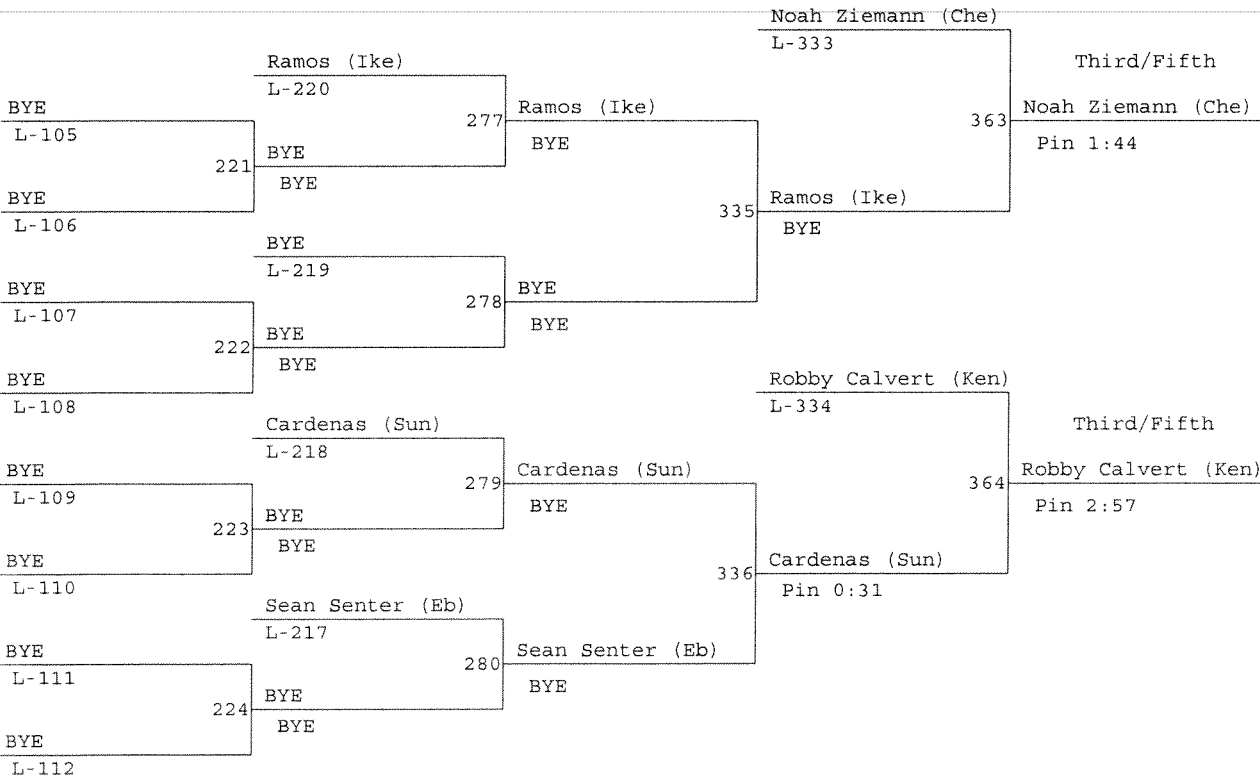 Noah Ziemann (Che)
L-333
Third/Fifth
Ramos (Ike)
L-220
BYE
L-105
277
Ramos (Ike)
BYE
363
Noah Ziemann (Che)
Pin 1:44
221
BYE
BYE
BYE
L-106
335
Ramos (Ike)
BYE
BYE
L-219
BYE
L-107
278
BYE
BYE
222
BYE
BYE
BYE
L-108
Robby Calvert (Ken)
L-334
Third/Fifth
Cardenas (Sun)
L-218
BYE
L-109
279
Cardenas (Sun)
BYE
364
Robby Calvert (Ken)
Pin 2:57
223
BYE
BYE
BYE
L-110
336
Cardenas (Sun)
Pin 0:31
Sean Senter (Eb)
L-217
BYE
L-111
280
Sean Senter (Eb)
BYE
224
BYE
BYE
BYE
L-112